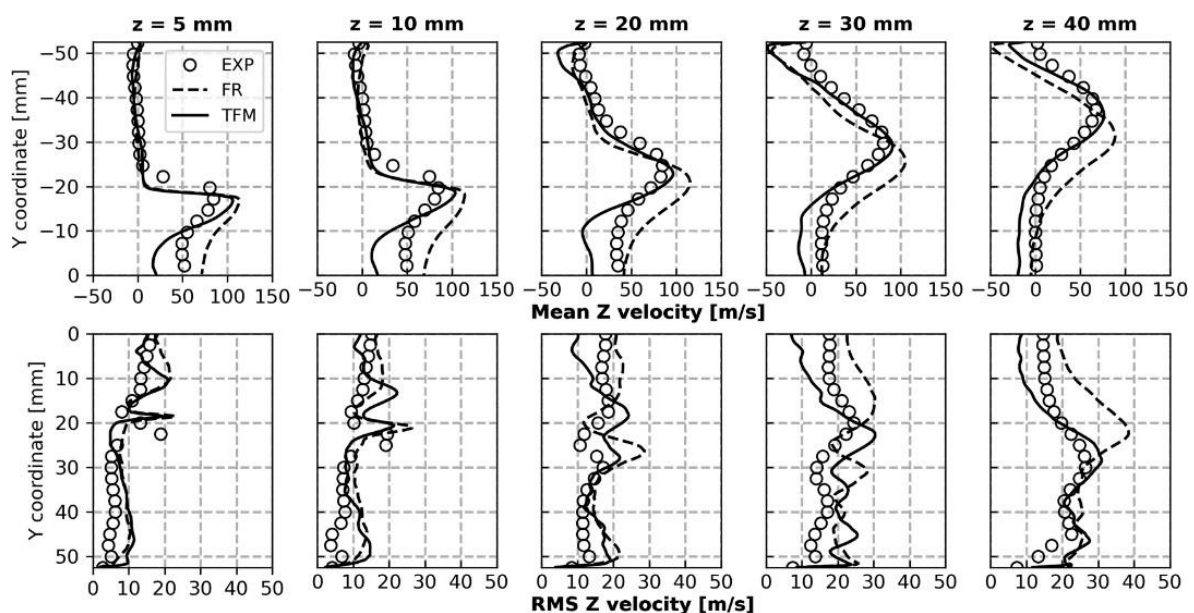 z = 5 mm z = 10 mm z = 20 mm z = 30 mm z = 40 mm
Y coordinate [mm]
−50
−40
−30
−20
−10
0
EXP
FR
TFM
−50 0 50 100 150 −50 0 50 100 150 −50 0 50 100 150 −50 0 50 100 150 −50 0 50 100 150
Mean Z velocity [m/s]
Y coordinate [mm]
0
10
20
30
40
50
0 10 20 30 40 50 0 10 20 30 40 50 0 10 20 30 40 50 0 10 20 30 40 50 0 10 20 30 40 50
RMS Z velocity [m/s]